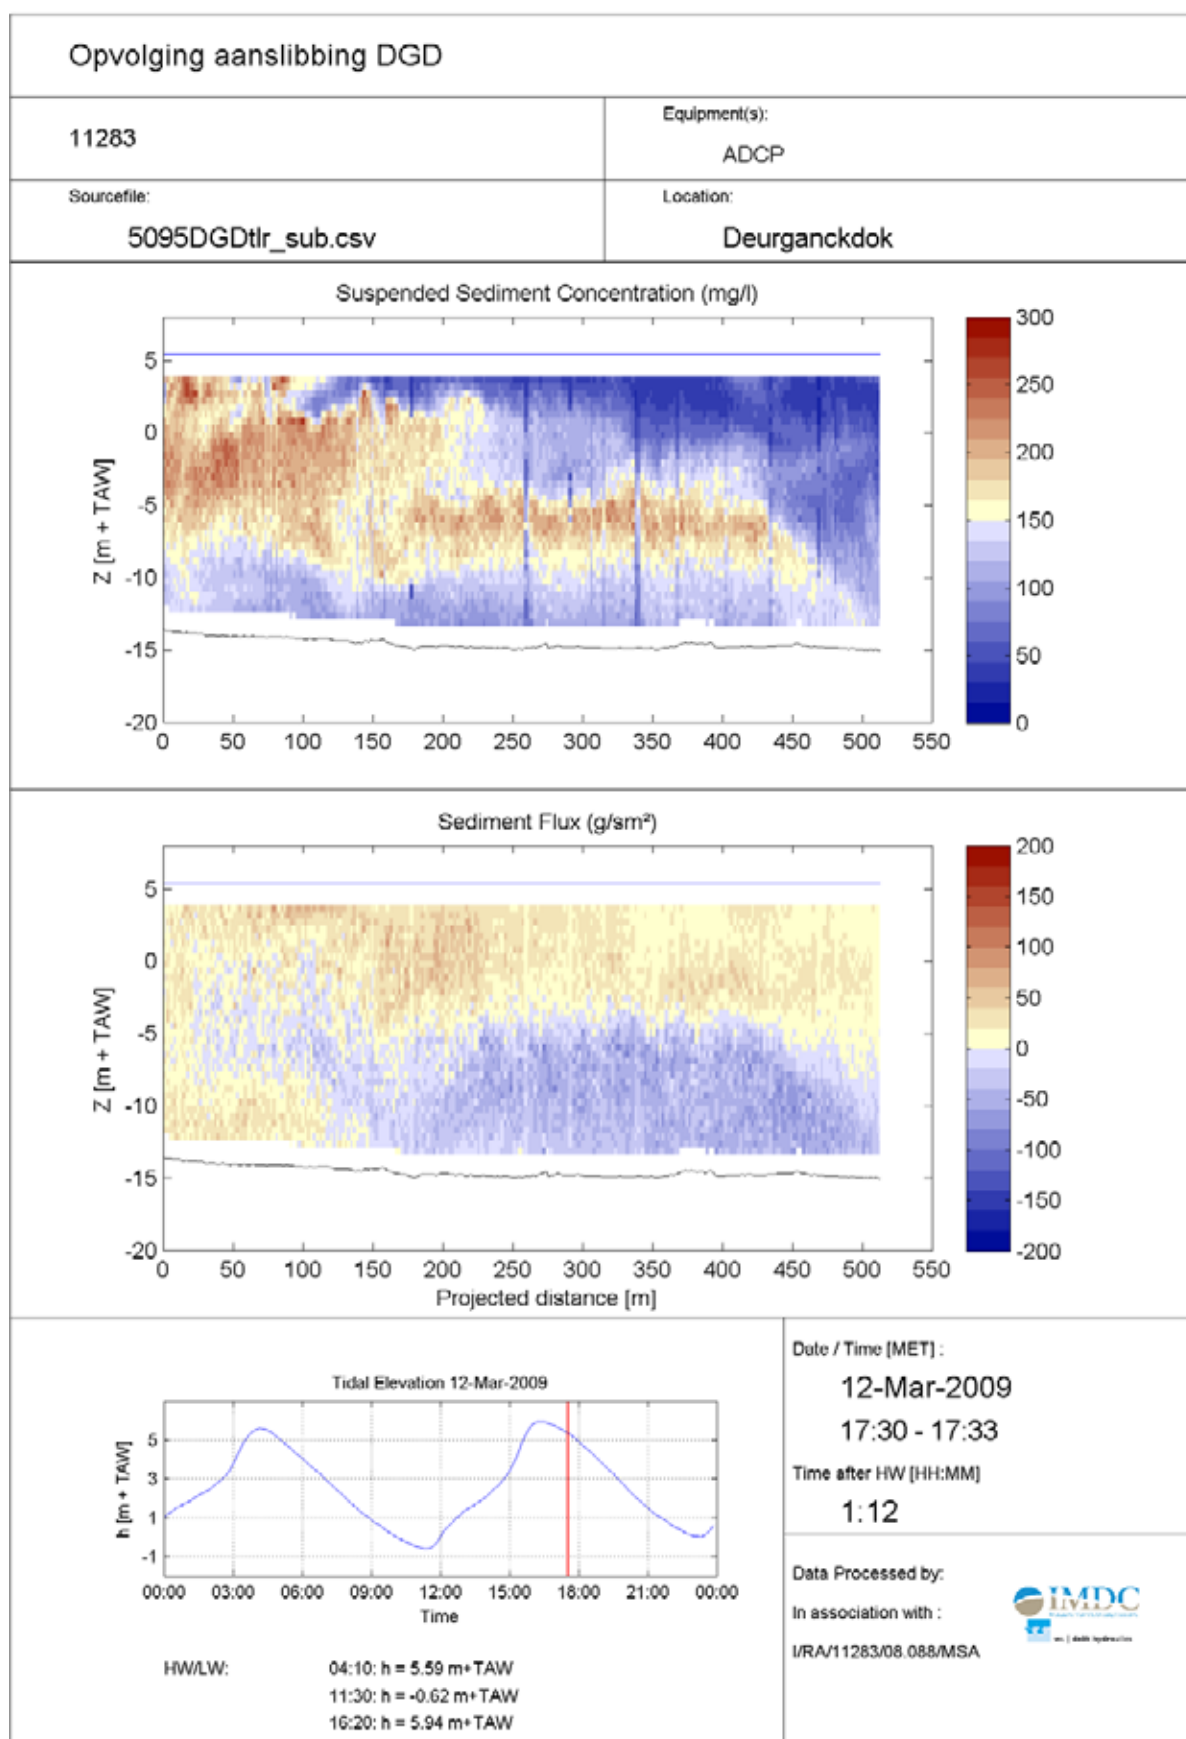 Opvolging aanslibbing DGD
11283
Equipment(s):
ADCP
Sourcefile:
5095DGDtlr_sub.csv
Location:
Deurganckdok
Suspended Sediment Concentration (mg/l)
Z [m + TAW]
5
0
-5
-10
-15
-20
0 50 100 150 200 250 300 350 400 450 500 550
300
250
200
150
100
50
0
Sediment Flux (g/sm²)
Z [m + TAW]
5
0
-5
-10
-15
-20
0 50 100 150 200 250 300 350 400 450 500 550
Projected distance [m]
200
150
100
50
0
-50
-100
-150
-200
Tidal Elevation 12-Mar-2009
h [m + TAW]
5
3
1
-1
00:00 03:00 06:00 09:00 12:00 15:00 18:00 21:00 00:00
Time
HW/LW:
04:10: h = 5.59 m+TAW
11:30: h = -0.62 m+TAW
16:20: h = 5.94 m+TAW
Date / Time [MET] :
12-Mar-2009
17:30 - 17:33
Time after HW [HH:MM]
1:12
Data Processed by:
In association with :
I/RA/11283/08.088/MSA
IMDC
wL | delft hydraulics